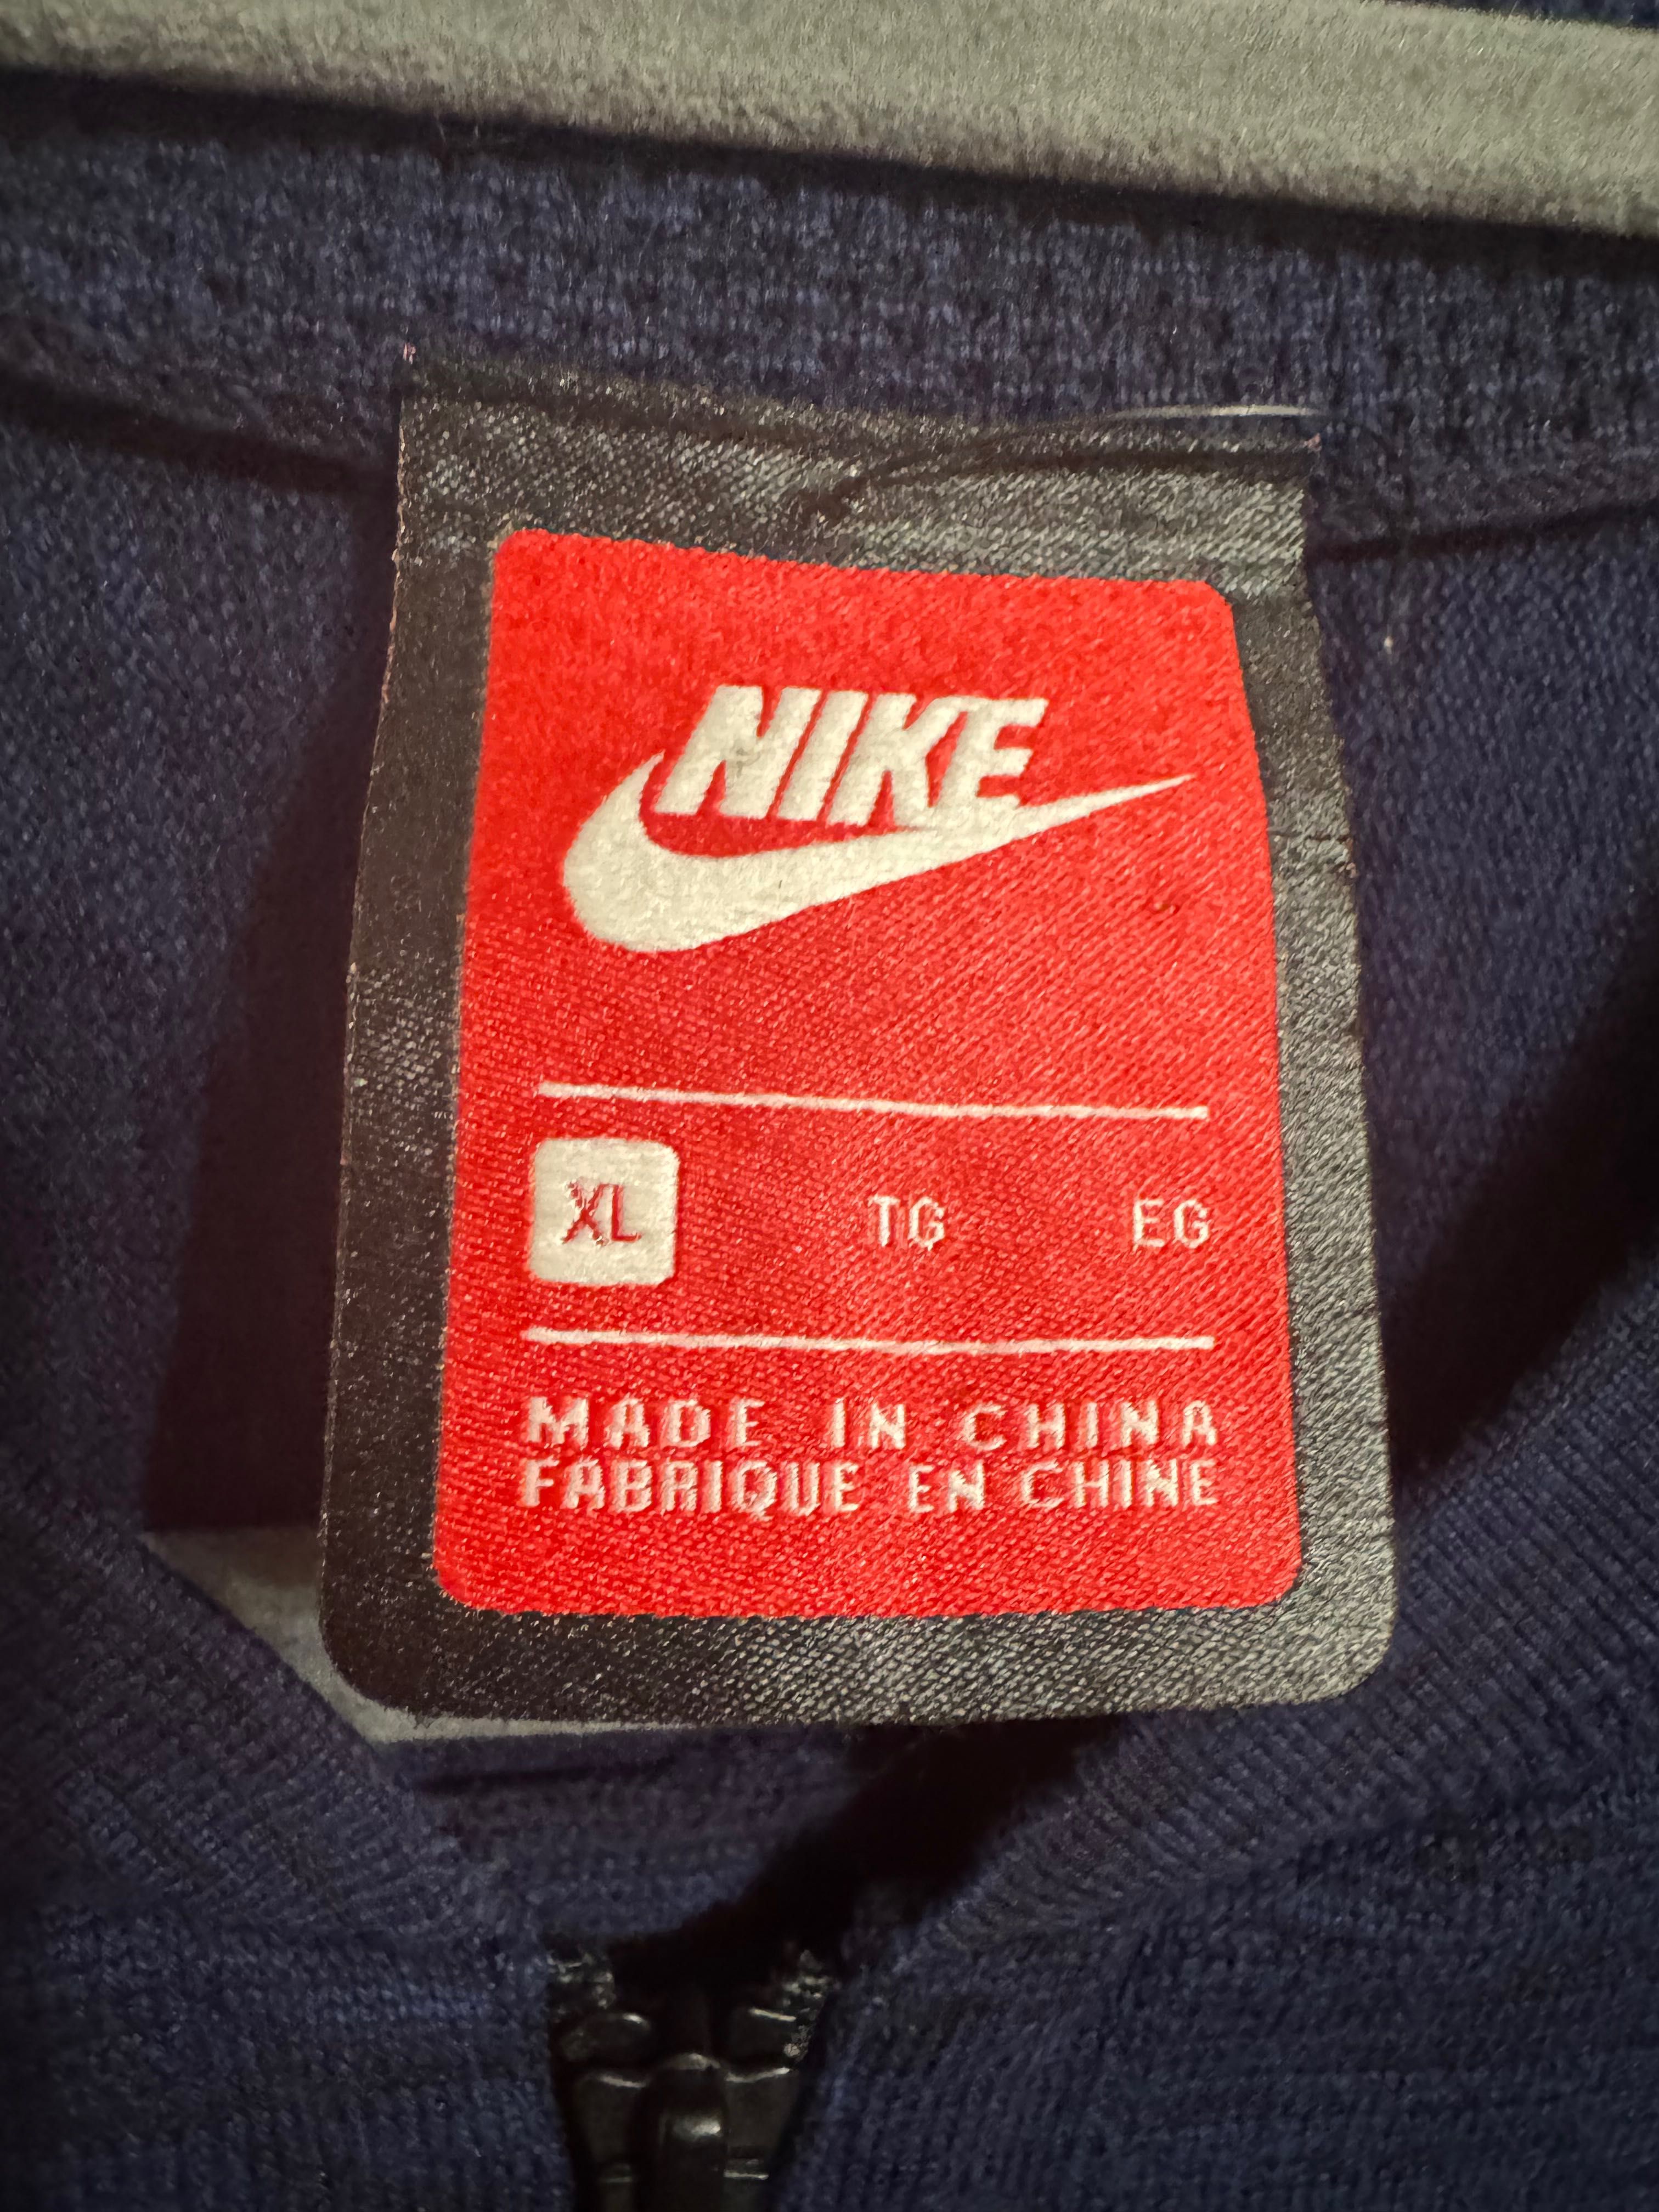 NIKE
XL TG EG
MADE IN CHINA
FABRIQUE EN CHINE